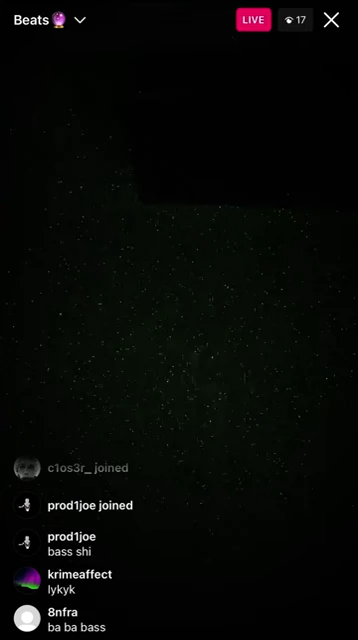 Beats🔮
LIVE
17
c1os3r_ joined
prod1joe joined
prod1joe
bass shi
krimeaffect
lykyk
8nfra
ba ba bass